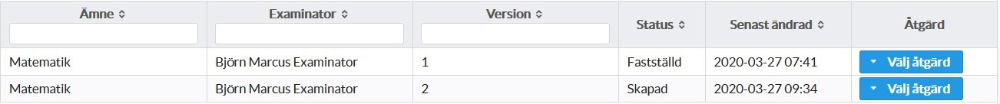 Ämne Examinator Version Status Senast ändrad Åtgärd
Matematik Björn Marcus Examinator 1 Fastställd 2020-03-27 07:41 Välj åtgärd
Matematik Björn Marcus Examinator 2 Skapad 2020-03-27 09:34 Välj åtgärd